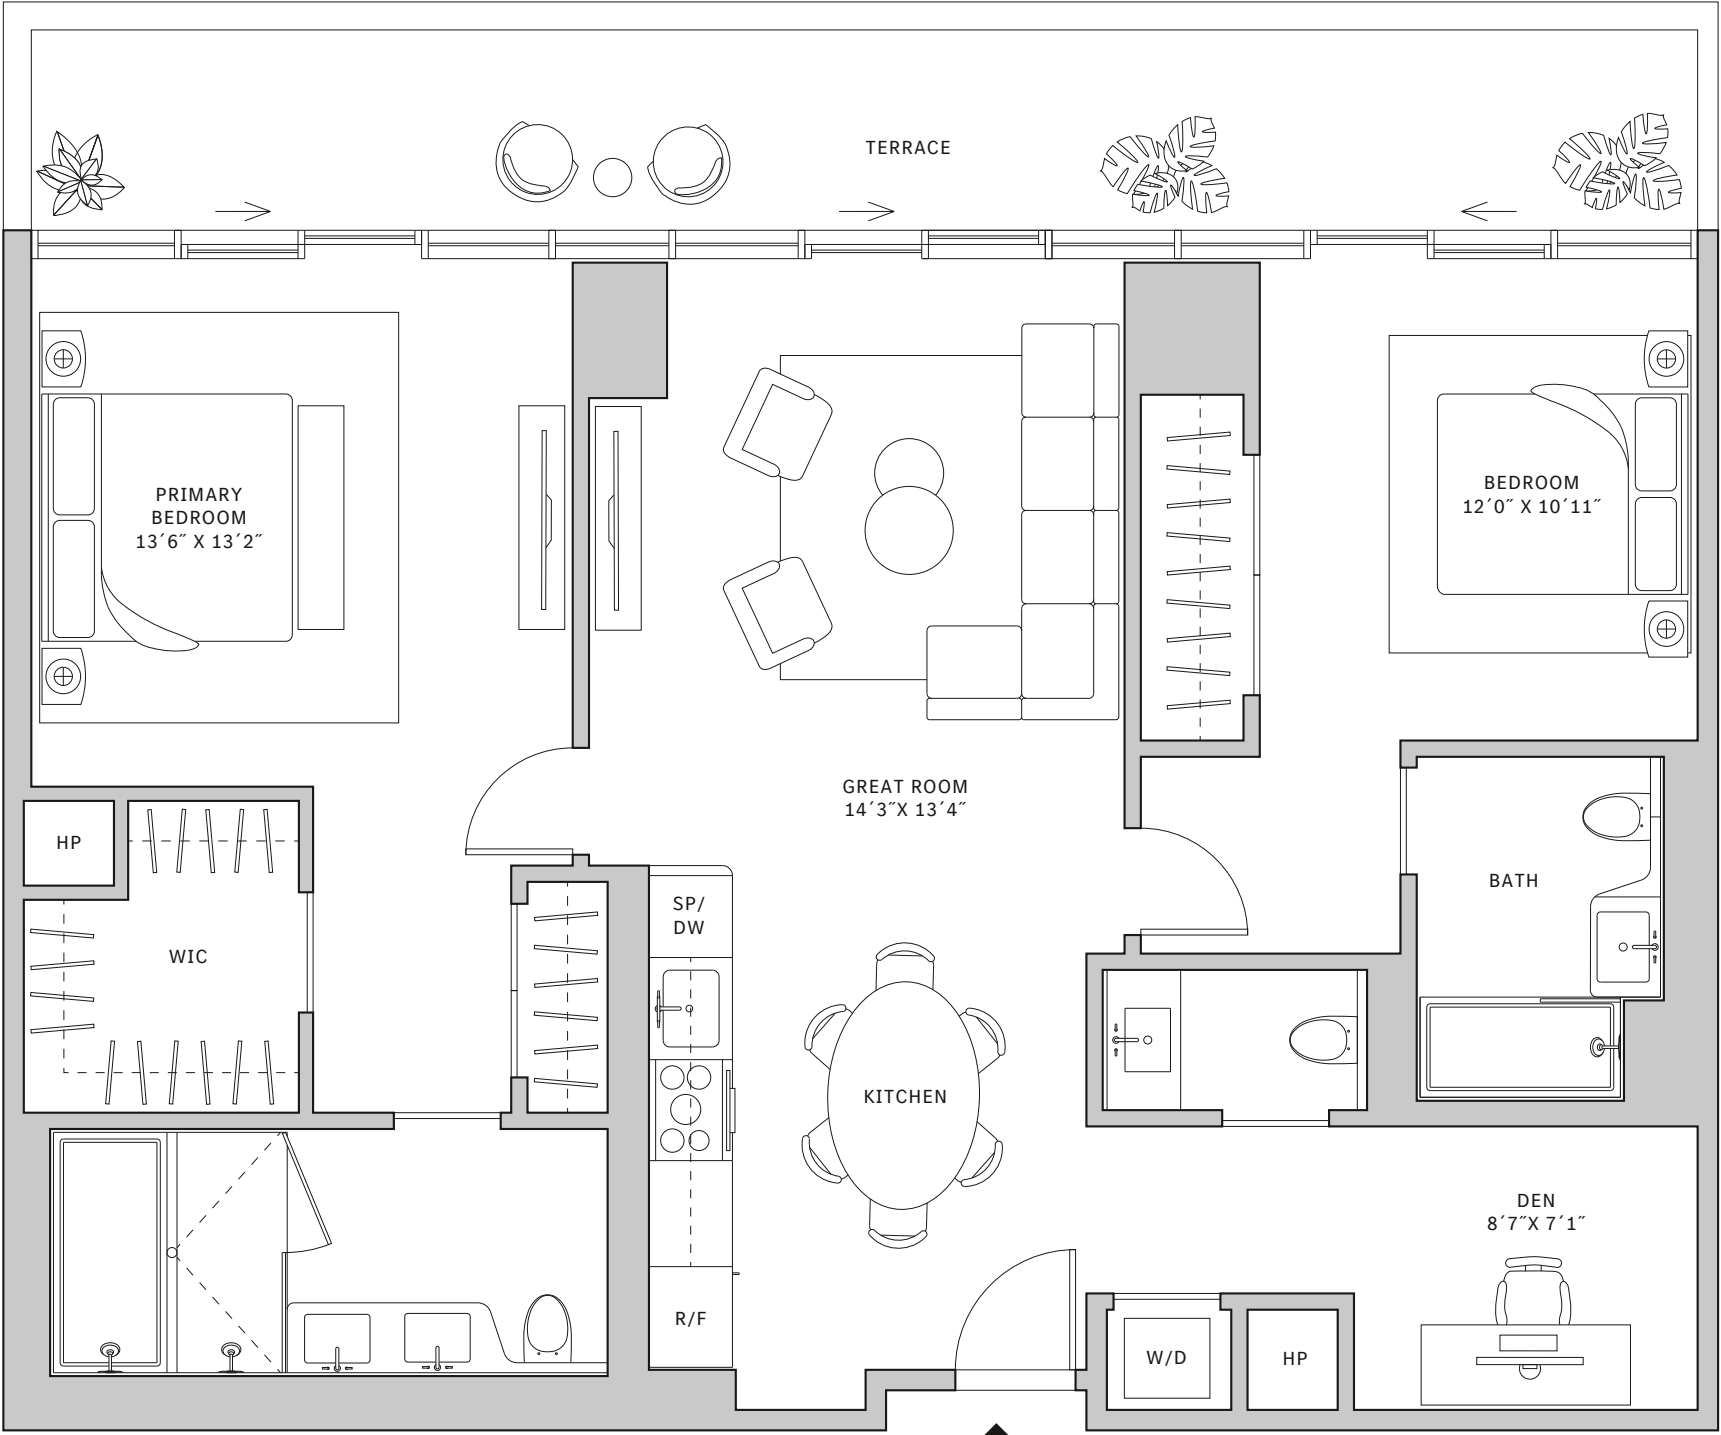 TERRACE
PRIMARY
BEDROOM
13´6˝ X 13´2˝
BEDROOM
12´0˝ X 10´11˝
GREAT ROOM
14´3˝X 13´4˝
HP
BATH
SP/
DW
WIC
KITCHEN
DEN
8´7˝X 7´1˝
R/F
W/D
HP